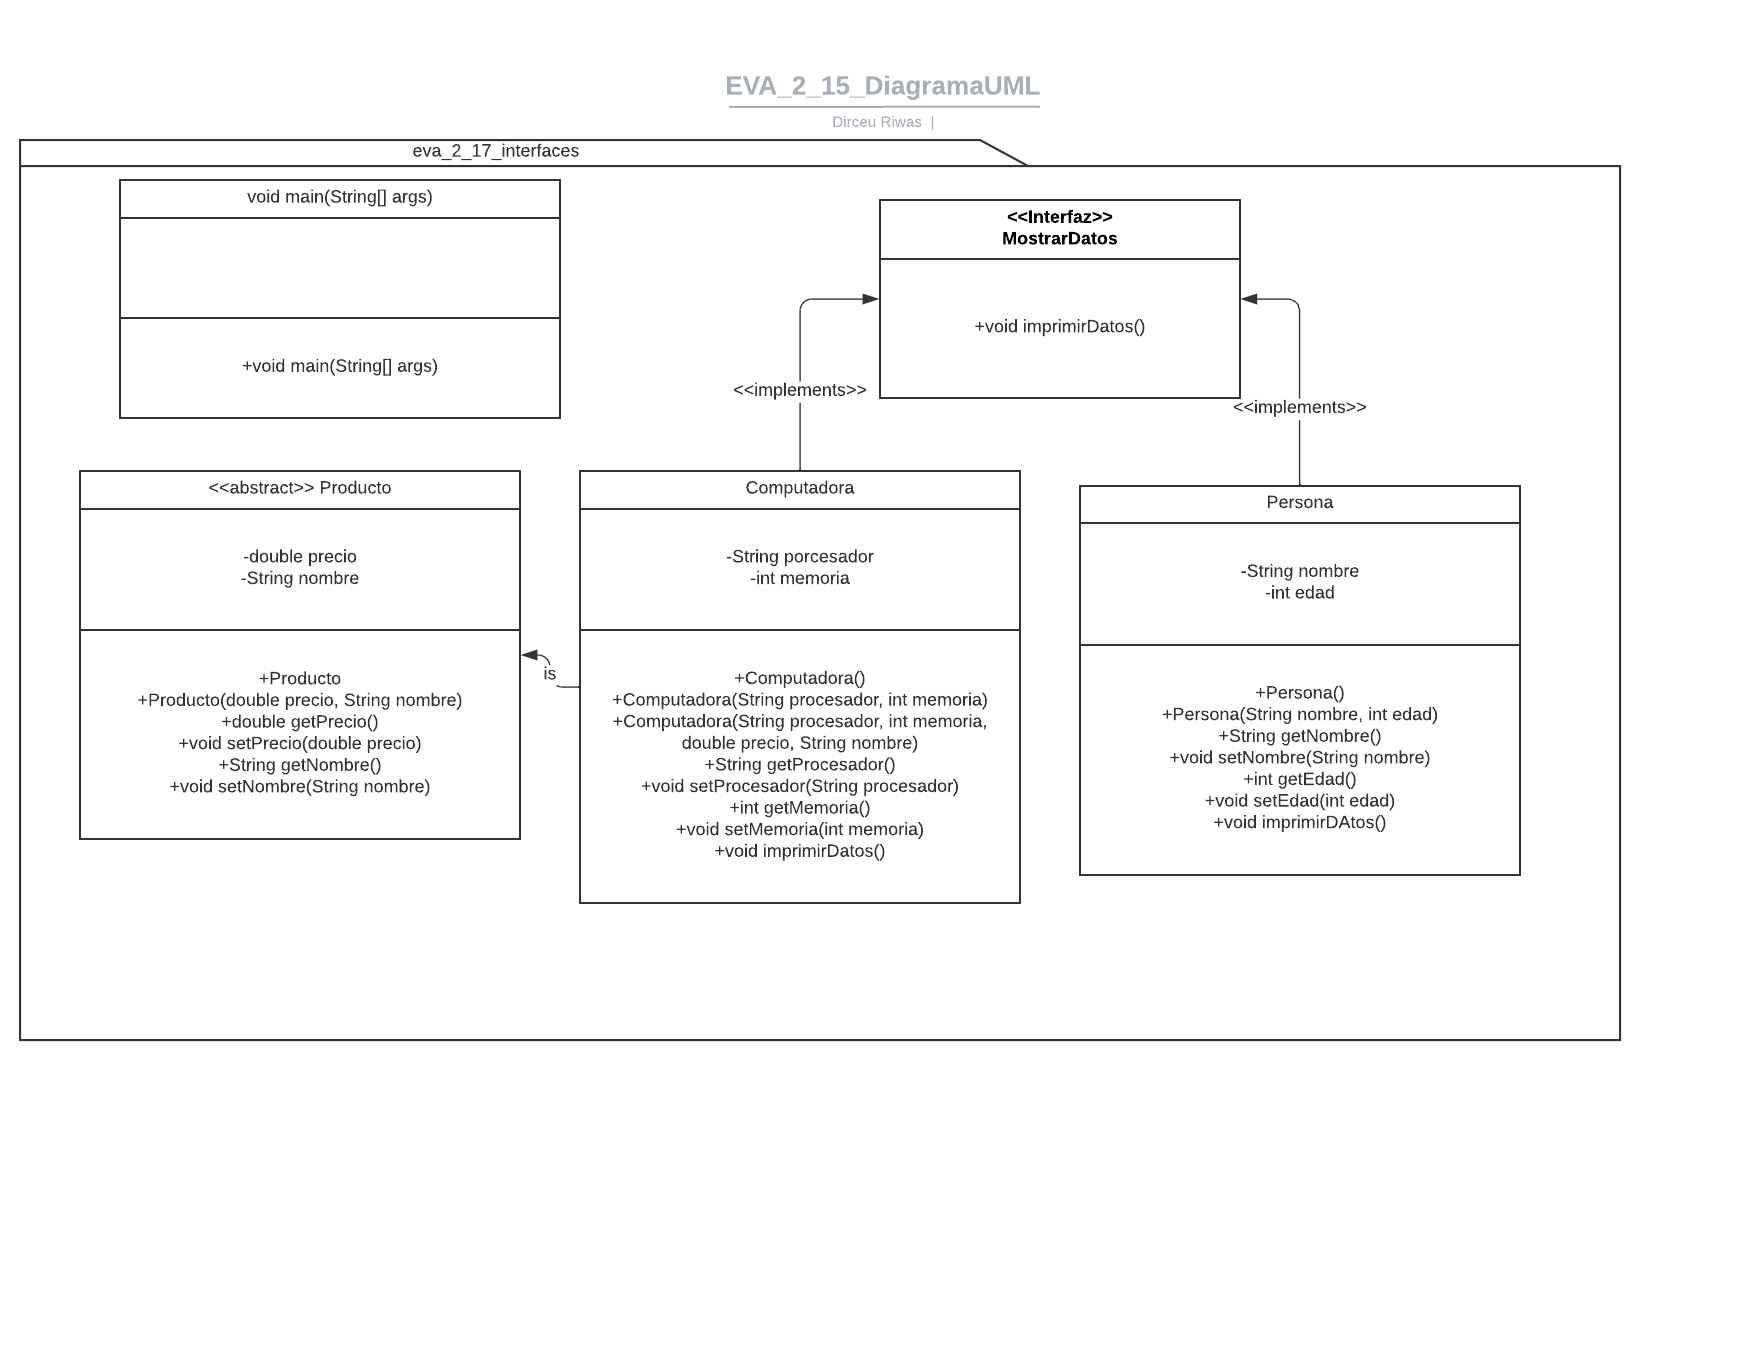 EVA_2_15_DiagramaUML
Dirceu Riwas |
eva_2_17_interfaces
void main(String[] args)
+void main(String[] args)
<<Interfaz>>
MostrarDatos
+void imprimirDatos()
<<implements>>
<<implements>>
<<abstract>> Producto
-double precio
-String nombre
+Producto
+Producto(double precio, String nombre)
+double getPrecio()
+void setPrecio(double precio)
+String getNombre()
+void setNombre(String nombre)
is
Computadora
-String porcesador
-int memoria
+Computadora()
+Computadora(String procesador, int memoria)
+Computadora(String procesador, int memoria,
double precio, String nombre)
+String getProcesador()
+void setProcesador(String procesador)
+int getMemoria()
+void setMemoria(int memoria)
+void imprimirDatos()
Persona
-String nombre
-int edad
+Persona()
+Persona(String nombre, int edad)
+String getNombre()
+void setNombre(String nombre)
+int getEdad()
+void setEdad(int edad)
+void imprimirDAtos()